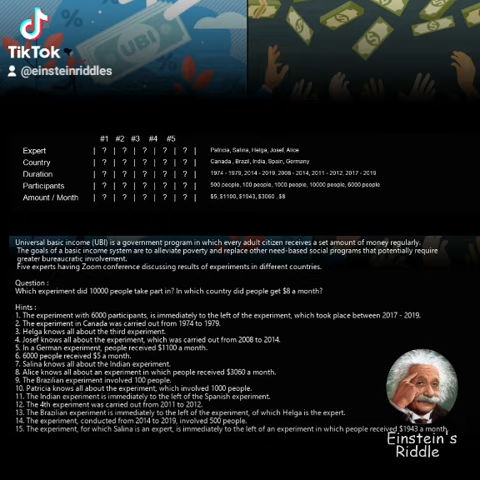 UBI
TikTok
@einsteinriddles
#1 #2 #3 #4 #5
Expert | ? | ? | ? | ? | ? | Patricia, Salina, Helga, Josef, Alice
Country | ? | ? | ? | ? | ? | Canada, Brazil, India, Spain, Germany
Duration | ? | ? | ? | ? | ? | 1974 - 1979, 2014 - 2019, 2008 - 2014, 2011 - 2012, 2017 - 2019
Participants | ? | ? | ? | ? | ? | 500 people, 100 people, 1000 people, 10000 people, 6000 people
Amount / Month | ? | ? | ? | ? | ? | $5, $1100, $1943, $3060, $8
Universal basic income (UBI) is a government program in which every adult citizen receives a set amount of money regularly.
The goals of a basic income system are to alleviate poverty and replace other need-based social programs that potentially require
greater bureaucratic involvement.
Five experts having Zoom conference discussing results of experiments in different countries.
Question :
Which experiment did 10000 people take part in? In which country did people get $8 a month?
Hints :
1. The experiment with 6000 participants, is immediately to the left of the experiment, which took place between 2017 - 2019.
2. The experiment in Canada was carried out from 1974 to 1979.
3. Helga knows all about the third experiment.
4. Josef knows all about the experiment, which was carried out from 2008 to 2014.
5. In a German experiment, people received $1100 a month.
6. 6000 people received $5 a month.
7. Salina knows all about the Indian experiment.
8. Alice knows all about an experiment in which people received $3060 a month.
9. The Brazilian experiment involved 100 people.
10. Patricia knows all about the experiment, which involved 1000 people.
11. The Indian experiment is immediately to the left of the Spanish experiment.
12. The 4th experiment was carried out from 2011 to 2012.
13. The Brazilian experiment is immediately to the left of the experiment, of which Helga is the expert.
14. The experiment, conducted from 2014 to 2019, involved 500 people.
15. The experiment, for which Salina is an expert, is immediately to the left of an experiment in which people received $1943 a month.
Einstein's
Riddle